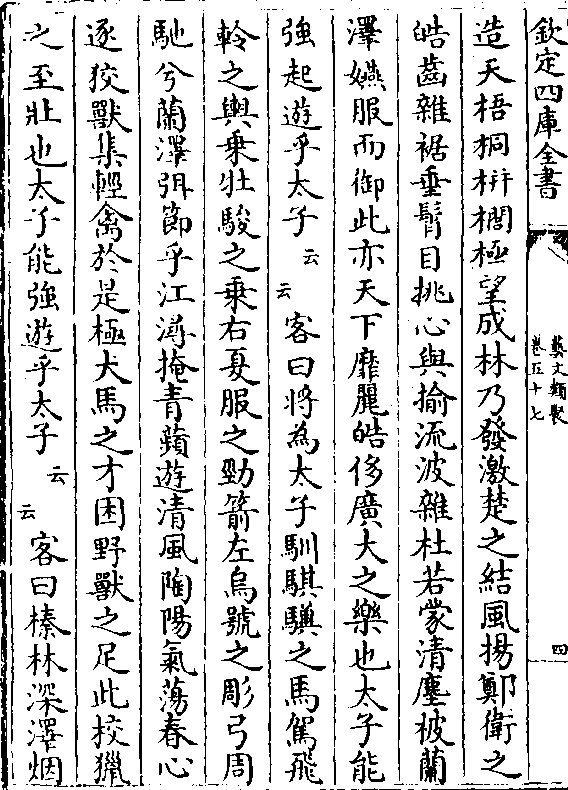 欽定四庫全書
藝文類聚
卷五十七
四
造天梧桐栟櫚極望成林乃發激楚之結風揚鄭衛之
皓齒雜裾垂髾目挑心與揄流波雜杜若蒙清塵披蘭
澤嬿服而御此亦天下靡麗皓侈廣大之樂也太子能
強起遊乎太子云云客曰將為太子馴騏驥之馬駕飛
軨之輿乗壮駿之乗右夏服之勁箭左烏號之彫弓周
馳兮蘭澤弭節乎江潯掩青蘋遊清風陶陽氣蕩春心
逐狡獸集輕禽於是極犬馬之才困野獸之足此校獵
之至壯也太子能強遊乎太子云云客曰榛林深澤烟